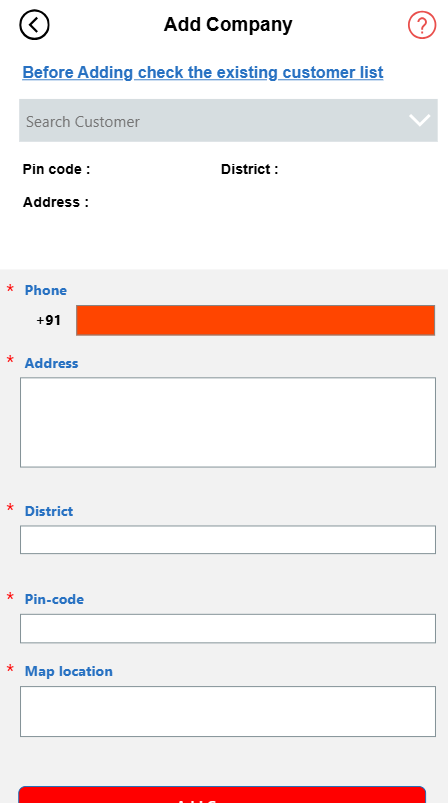 Add Company
?
Before Adding check the existing customer list
Search Customer
Pin code : District :
Address :
* Phone
+91
* Address
* District
* Pin-code
* Map location